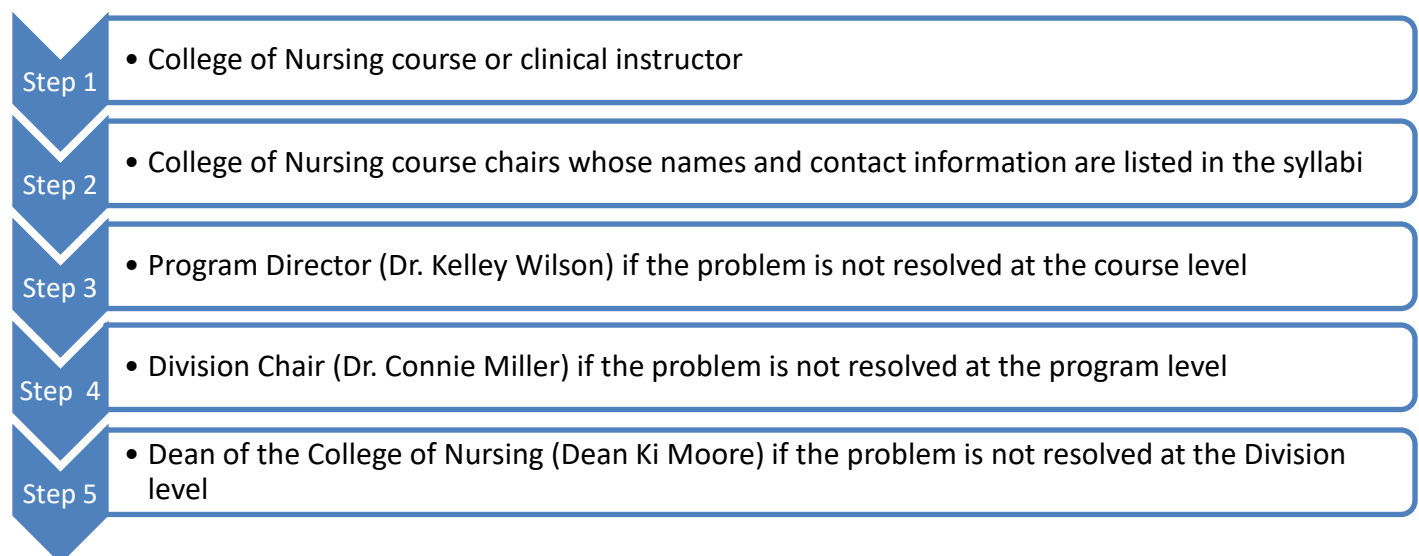 Step 1
• College of Nursing course or clinical instructor
Step 2
• College of Nursing course chairs whose names and contact information are listed in the syllabi
Step 3
• Program Director (Dr. Kelley Wilson) if the problem is not resolved at the course level
Step 4
• Division Chair (Dr. Connie Miller) if the problem is not resolved at the program level
Step 5
• Dean of the College of Nursing (Dean Ki Moore) if the problem is not resolved at the Division
level